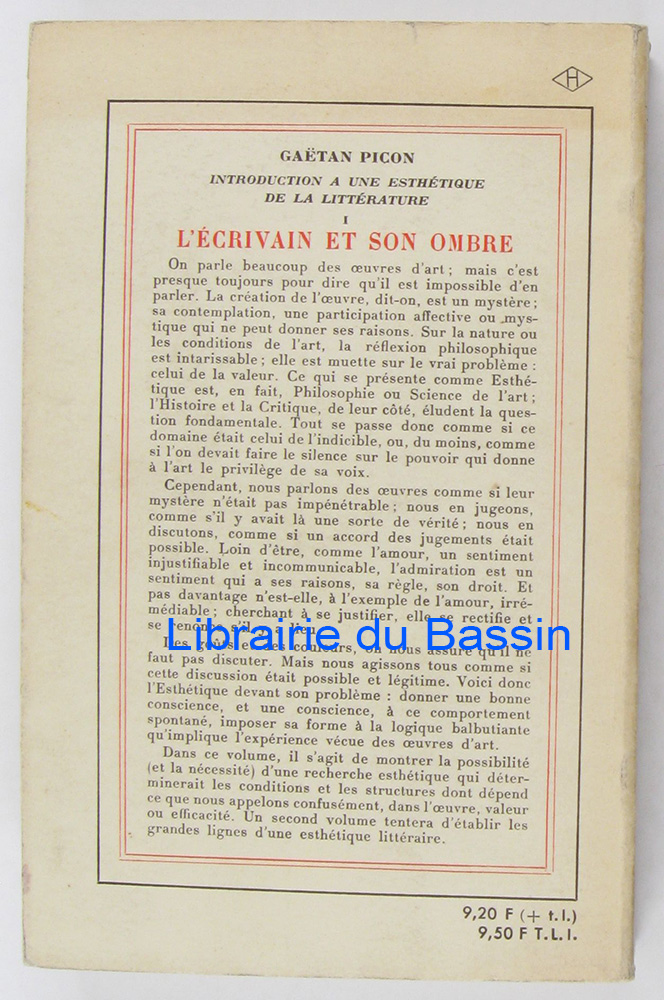 H
GAËTAN PICON
INTRODUCTION A UNE ESTHÉTIQUE
DE LA LITTÉRATURE
I
L'ÉCRIVAIN ET SON OMBRE
On parle beaucoup des œuvres d'art ; mais c'est
presque toujours pour dire qu'il est impossible d'en
parler. La création de l'œuvre, dit-on, est un mystère ;
sa contemplation, une participation affective ou mys-
tique qui ne peut donner ses raisons. Sur la nature ou
les conditions de l'art, la réflexion philosophique
est intarissable ; elle est muette sur le vrai problème :
celui de la valeur. Ce qui se présente comme Esthé-
tique est, en fait, Philosophie ou Science de l'art ;
l'Histoire et la Critique, de leur côté, éludent la ques-
tion fondamentale. Tout se passe donc comme si ce
domaine était celui de l'indicible, ou, du moins, comme
si l'on devait faire le silence sur le pouvoir qui donne
à l'art le privilège de sa voix.
Cependant, nous parlons des œuvres comme si leur
mystère n'était pas impénétrable ; nous en jugeons,
comme s'il y avait là une sorte de vérité ; nous en
discutons, comme si un accord des jugements était
possible. Loin d'être, comme l'amour, un sentiment
injustifiable et incommunicable, l'admiration est un
sentiment qui a ses raisons, sa règle, son droit. Et
pas davantage n'est-elle, à l'exemple de l'amour, irré-
médiable ; cherchant à se justifier, elle se rectifie et
se renonce s'il y a lieu.
Librairie du Bassin
Des goûts et des couleurs, on nous assure qu'il ne
faut pas discuter. Mais nous agissons tous comme si
cette discussion était possible et légitime. Voici donc
l'Esthétique devant son problème : donner une bonne
conscience, et une conscience, à ce comportement
spontané, imposer sa forme à la logique balbutiante
qu'implique l'expérience vécue des œuvres d'art.
Dans ce volume, il s'agit de montrer la possibilité
(et la nécessité) d'une recherche esthétique qui déter-
minerait les conditions et les structures dont dépend
ce que nous appelons confusément, dans l'œuvre, valeur
ou efficacité. Un second volume tentera d'établir les
grandes lignes d'une esthétique littéraire.
9,20 F (+ t.l.)
9,50 F T.L.I.